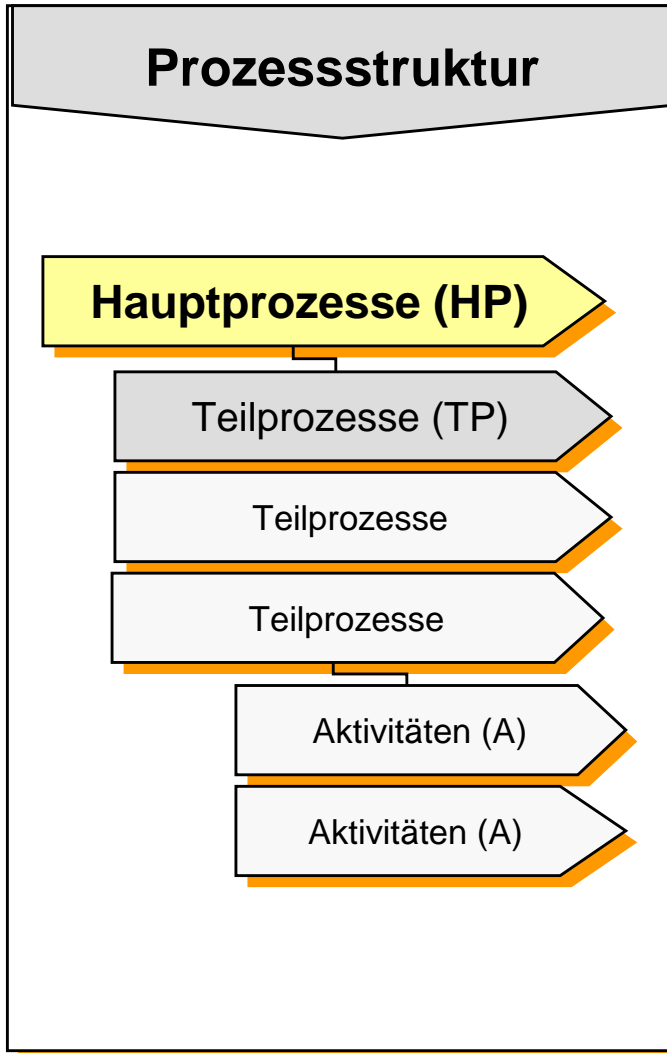 Prozessstruktur
Hauptprozesse (HP)
Teilprozesse (TP)
Teilprozesse
Teilprozesse
Aktivitäten (A)
Aktivitäten (A)